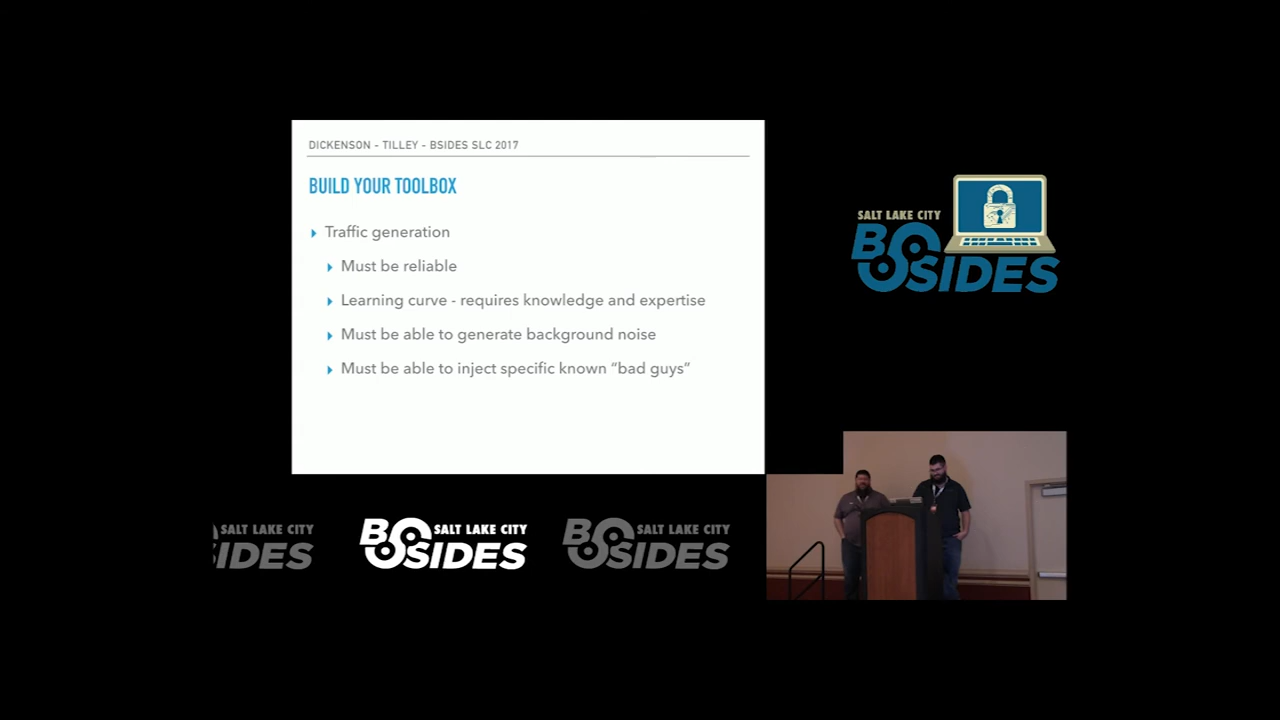 DICKENSON - TILLEY - BSIDES SLC 2017
BUILD YOUR TOOLBOX
Traffic generation
Must be reliable
Learning curve - requires knowledge and expertise
Must be able to generate background noise
Must be able to inject specific known “bad guys”
SALT LAKE CITY
BSIDES
SALT LAKE CITY
SIDES
SALT LAKE CITY
BSIDES
SALT LAKE CITY
BSIDES